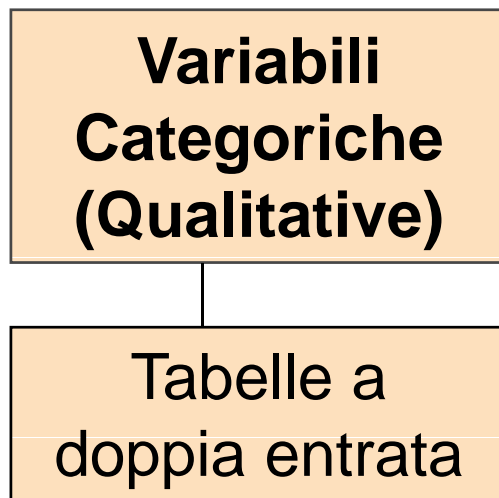 Variabili
Categoriche
(Qualitative)
Tabelle a
doppia entrata